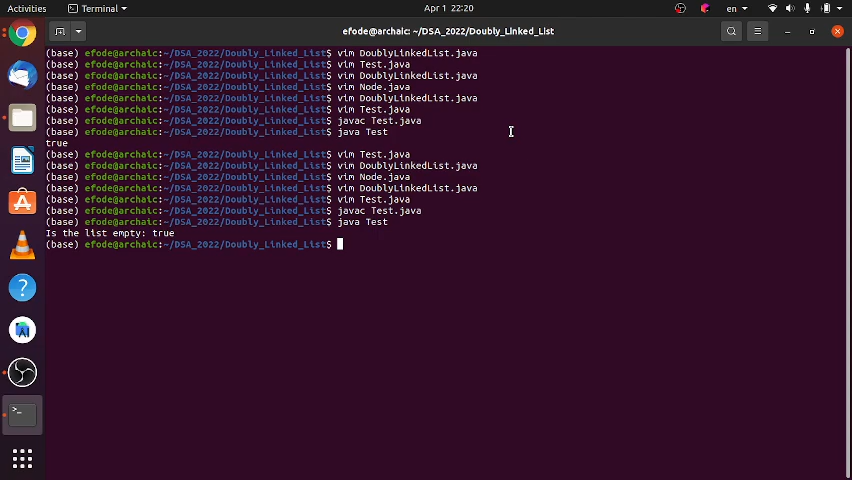 Activities
Terminal
Apr 1 22:20
en
efode@archaic: ~/DSA_2022/Doubly_Linked_List
(base) efode@archaic:~/DSA_2022/Doubly_Linked_List$ vim DoublyLinkedList.java
(base) efode@archaic:~/DSA_2022/Doubly_Linked_List$ vim Test.java
(base) efode@archaic:~/DSA_2022/Doubly_Linked_List$ vim DoublyLinkedList.java
(base) efode@archaic:~/DSA_2022/Doubly_Linked_List$ vim Node.java
(base) efode@archaic:~/DSA_2022/Doubly_Linked_List$ vim DoublyLinkedList.java
(base) efode@archaic:~/DSA_2022/Doubly_Linked_List$ vim Test.java
(base) efode@archaic:~/DSA_2022/Doubly_Linked_List$ javac Test.java
(base) efode@archaic:~/DSA_2022/Doubly_Linked_List$ java Test
true
(base) efode@archaic:~/DSA_2022/Doubly_Linked_List$ vim Test.java
(base) efode@archaic:~/DSA_2022/Doubly_Linked_List$ vim DoublyLinkedList.java
(base) efode@archaic:~/DSA_2022/Doubly_Linked_List$ vim Node.java
(base) efode@archaic:~/DSA_2022/Doubly_Linked_List$ vim DoublyLinkedList.java
(base) efode@archaic:~/DSA_2022/Doubly_Linked_List$ vim Test.java
(base) efode@archaic:~/DSA_2022/Doubly_Linked_List$ javac Test.java
(base) efode@archaic:~/DSA_2022/Doubly_Linked_List$ java Test
Is the list empty: true
(base) efode@archaic:~/DSA_2022/Doubly_Linked_List$